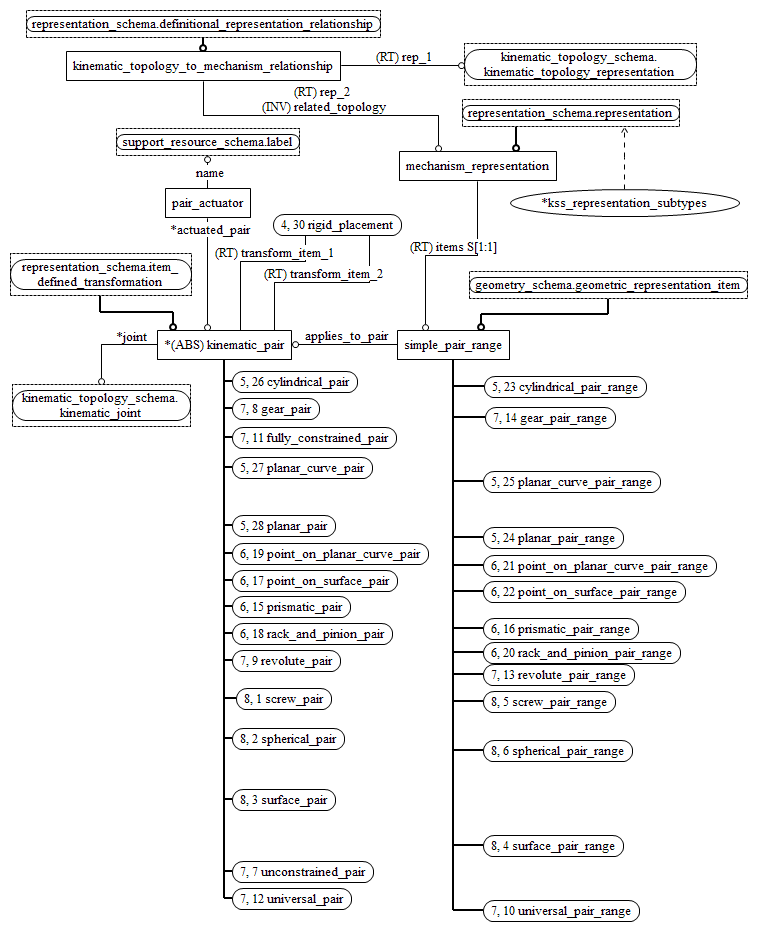 representation_schema.definitional_representation_relationship
kinematic_topology_to_mechanism_relationship
(RT) rep_1
kinematic_topology_schema.
kinematic_topology_representation
(RT) rep_2
(INV) related_topology
representation_schema.representation
support_resource_schema.label
mechanism_representation
name
pair_actuator
*kss_representation_subtypes
*actuated_pair
4, 30 rigid_placement
(RT) transform_item_1
(RT) items S[1:1]
(RT) transform_item_2
representation_schema.item_
defined_transformation
geometry_schema.geometric_representation_item
*joint
*(ABS) kinematic_pair
applies_to_pair
simple_pair_range
kinematic_topology_schema.
kinematic_joint
5, 26 cylindrical_pair
7, 8 gear_pair
7, 11 fully_constrained_pair
5, 27 planar_curve_pair
5, 28 planar_pair
6, 19 point_on_planar_curve_pair
6, 17 point_on_surface_pair
6, 15 prismatic_pair
6, 18 rack_and_pinion_pair
7, 9 revolute_pair
8, 1 screw_pair
8, 2 spherical_pair
8, 3 surface_pair
7, 7 unconstrained_pair
7, 12 universal_pair
5, 23 cylindrical_pair_range
7, 14 gear_pair_range
5, 25 planar_curve_pair_range
5, 24 planar_pair_range
6, 21 point_on_planar_curve_pair_range
6, 22 point_on_surface_pair_range
6, 16 prismatic_pair_range
6, 20 rack_and_pinion_pair_range
7, 13 revolute_pair_range
8, 5 screw_pair_range
8, 6 spherical_pair_range
8, 4 surface_pair_range
7, 10 universal_pair_range